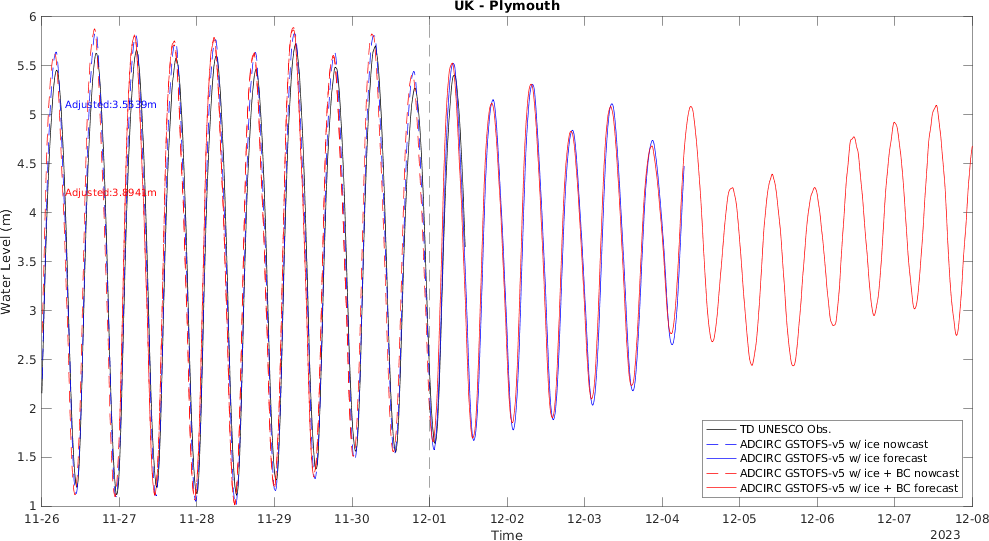 UK - Plymouth
6
5.5
5
4.5
4
3.5
3
2.5
2
1.5
1
Water Level (m)
Adjusted:3.5539m
Adjusted:3.8941m
TD UNESCO Obs.
ADCIRC GSTOFS-v5 w/ ice nowcast
ADCIRC GSTOFS-v5 w/ ice forecast
ADCIRC GSTOFS-v5 w/ ice + BC nowcast
ADCIRC GSTOFS-v5 w/ ice + BC forecast
11-26 11-27 11-28 11-29 11-30 12-01 12-02 12-03 12-04 12-05 12-06 12-07 12-08
Time
2023